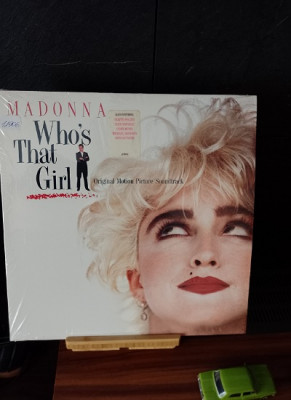 MADONNA
Who's
That
Girl
Original Motion Picture Soundtrack